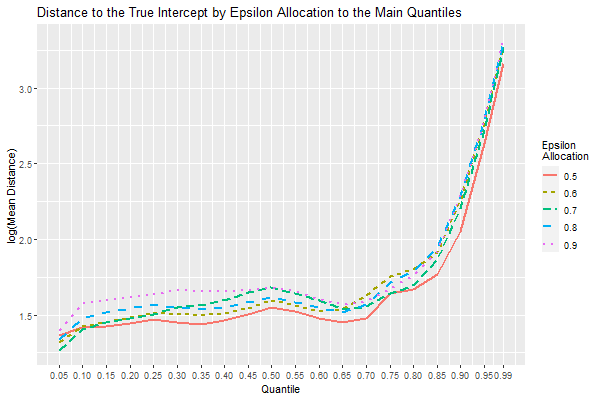 Distance to the True Intercept by Epsilon Allocation to the Main Quantiles
log(Mean Distance)
3.0
2.5
2.0
1.5
0.05 0.10 0.15 0.20 0.25 0.30 0.35 0.40 0.45 0.50 0.55 0.60 0.65 0.70 0.75 0.80 0.85 0.90 0.95 0.99
Quantile
Epsilon
Allocation
0.5
0.6
0.7
0.8
0.9